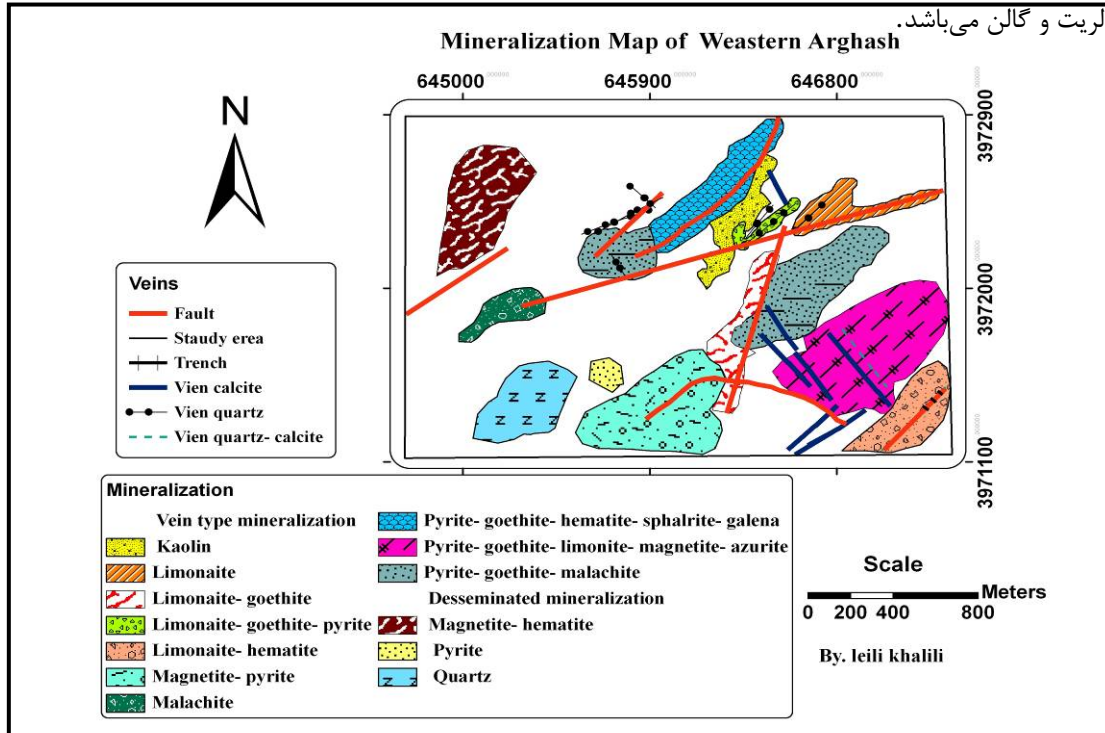 لریت و گالن می‌باشد.
Mineralization Map of Weastern Arghash
645000 000000 645900 000000 646800 000000
N
3972900
3972000
3971100
Veins
Fault
Staudy erea
Trench
Vien calcite
Vien quartz
Vien quartz- calcite
Mineralization
Vein type mineralization
Kaolin
Limonaite
Limonaite- goethite
Limonaite- goethite- pyrite
Limonaite- hematite
Magnetite- pyrite
Malachite
Pyrite- goethite- hematite- sphalrite- galena
Pyrite- goethite- limonite- magnetite- azurite
Pyrite- goethite- malachite
Desseminated mineralization
Magnetite- hematite
Pyrite
Quartz
Scale
Meters
0 200 400 800
By. leili khalili